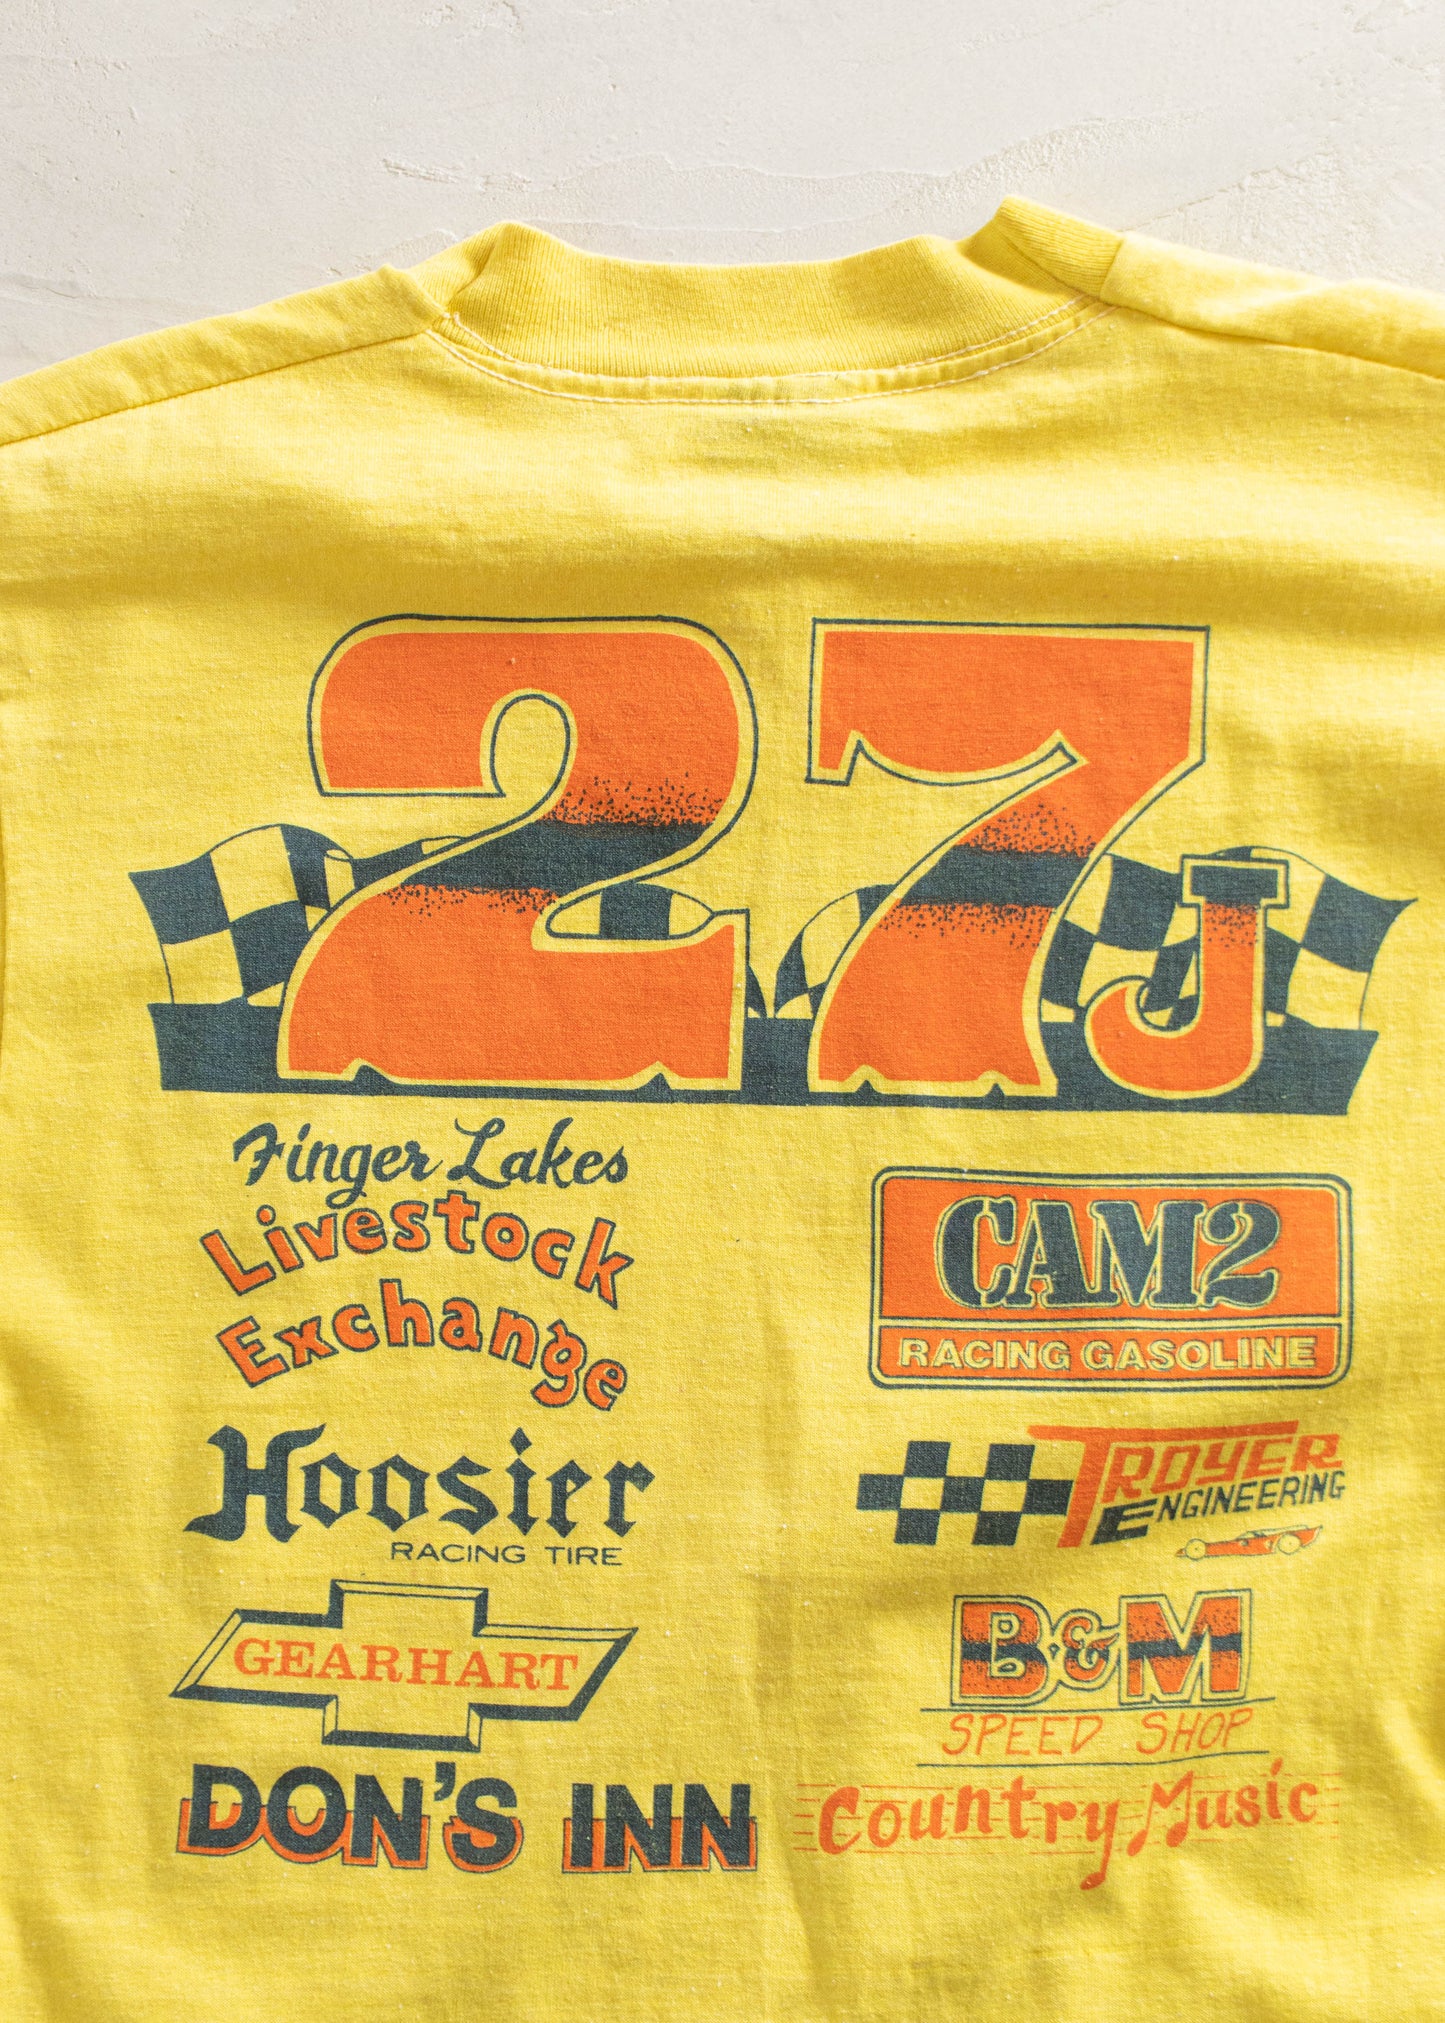 27J
Finger Lakes
Livestock
Exchange
CAM2
RACING GASOLINE
Hoosier
RACING TIRE
TROYER
ENGINEERING
GEARHART
B&M
SPEED SHOP
DON'S INN
Country Music